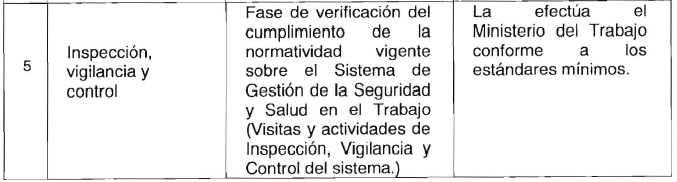 5
Inspección,
vigilancia y
control
Fase de verificación del
cumplimiento de la
normatividad vigente
sobre el Sistema de
Gestión de la Seguridad
y Salud en el Trabajo
(Visitas y actividades de
Inspección, Vigilancia y
Control del sistema.)
La efectúa el
Ministerio del Trabajo
conforme a los
estándares mínimos.